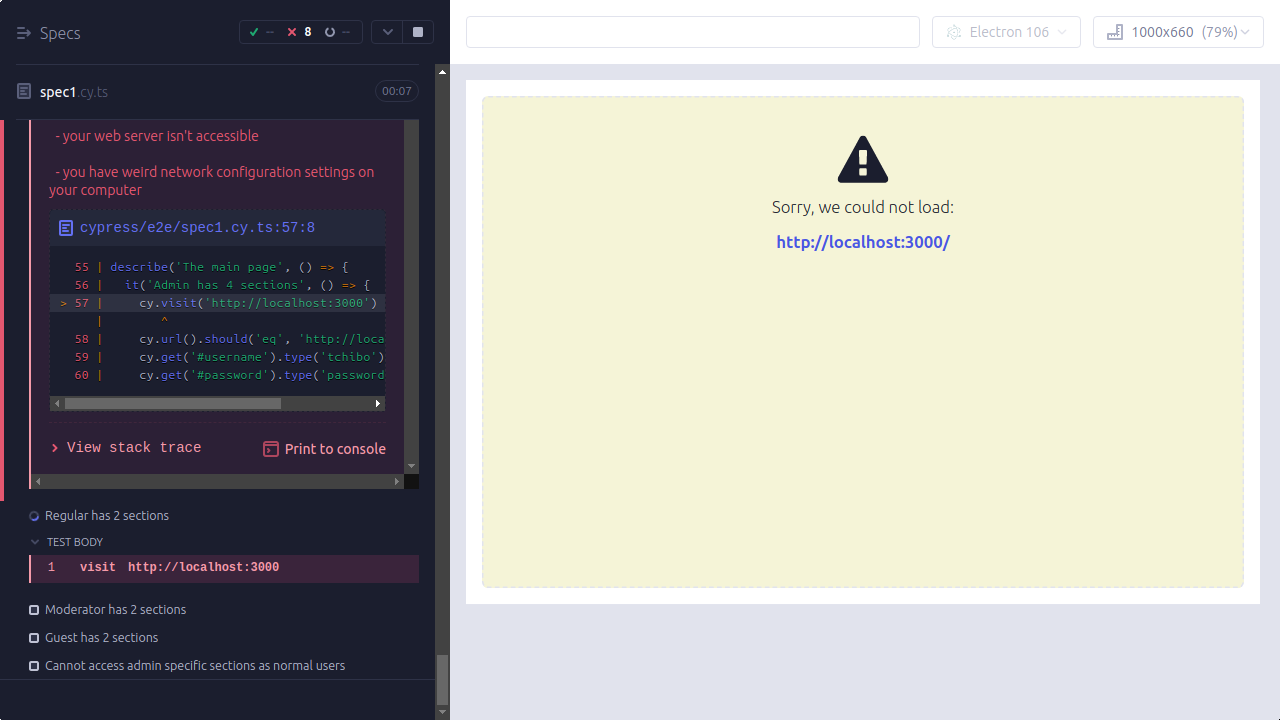 Specs
-- 8 --
spec1.cy.ts 00:07
- your web server isn't accessible
- you have weird network configuration settings on
your computer
cypress/e2e/spec1.cy.ts:57:8
55 | describe('The main page', () => {
56 | it('Admin has 4 sections', () => {
> 57 | cy.visit('http://localhost:3000')
| ^
58 | cy.url().should('eq', 'http://loca
59 | cy.get('#username').type('tchibo')
60 | cy.get('#password').type('password
View stack trace
Print to console
Regular has 2 sections
TEST BODY
1 visit http://localhost:3000
Moderator has 2 sections
Guest has 2 sections
Cannot access admin specific sections as normal users
Electron 106
1000x660 (79%)
Sorry, we could not load:
http://localhost:3000/